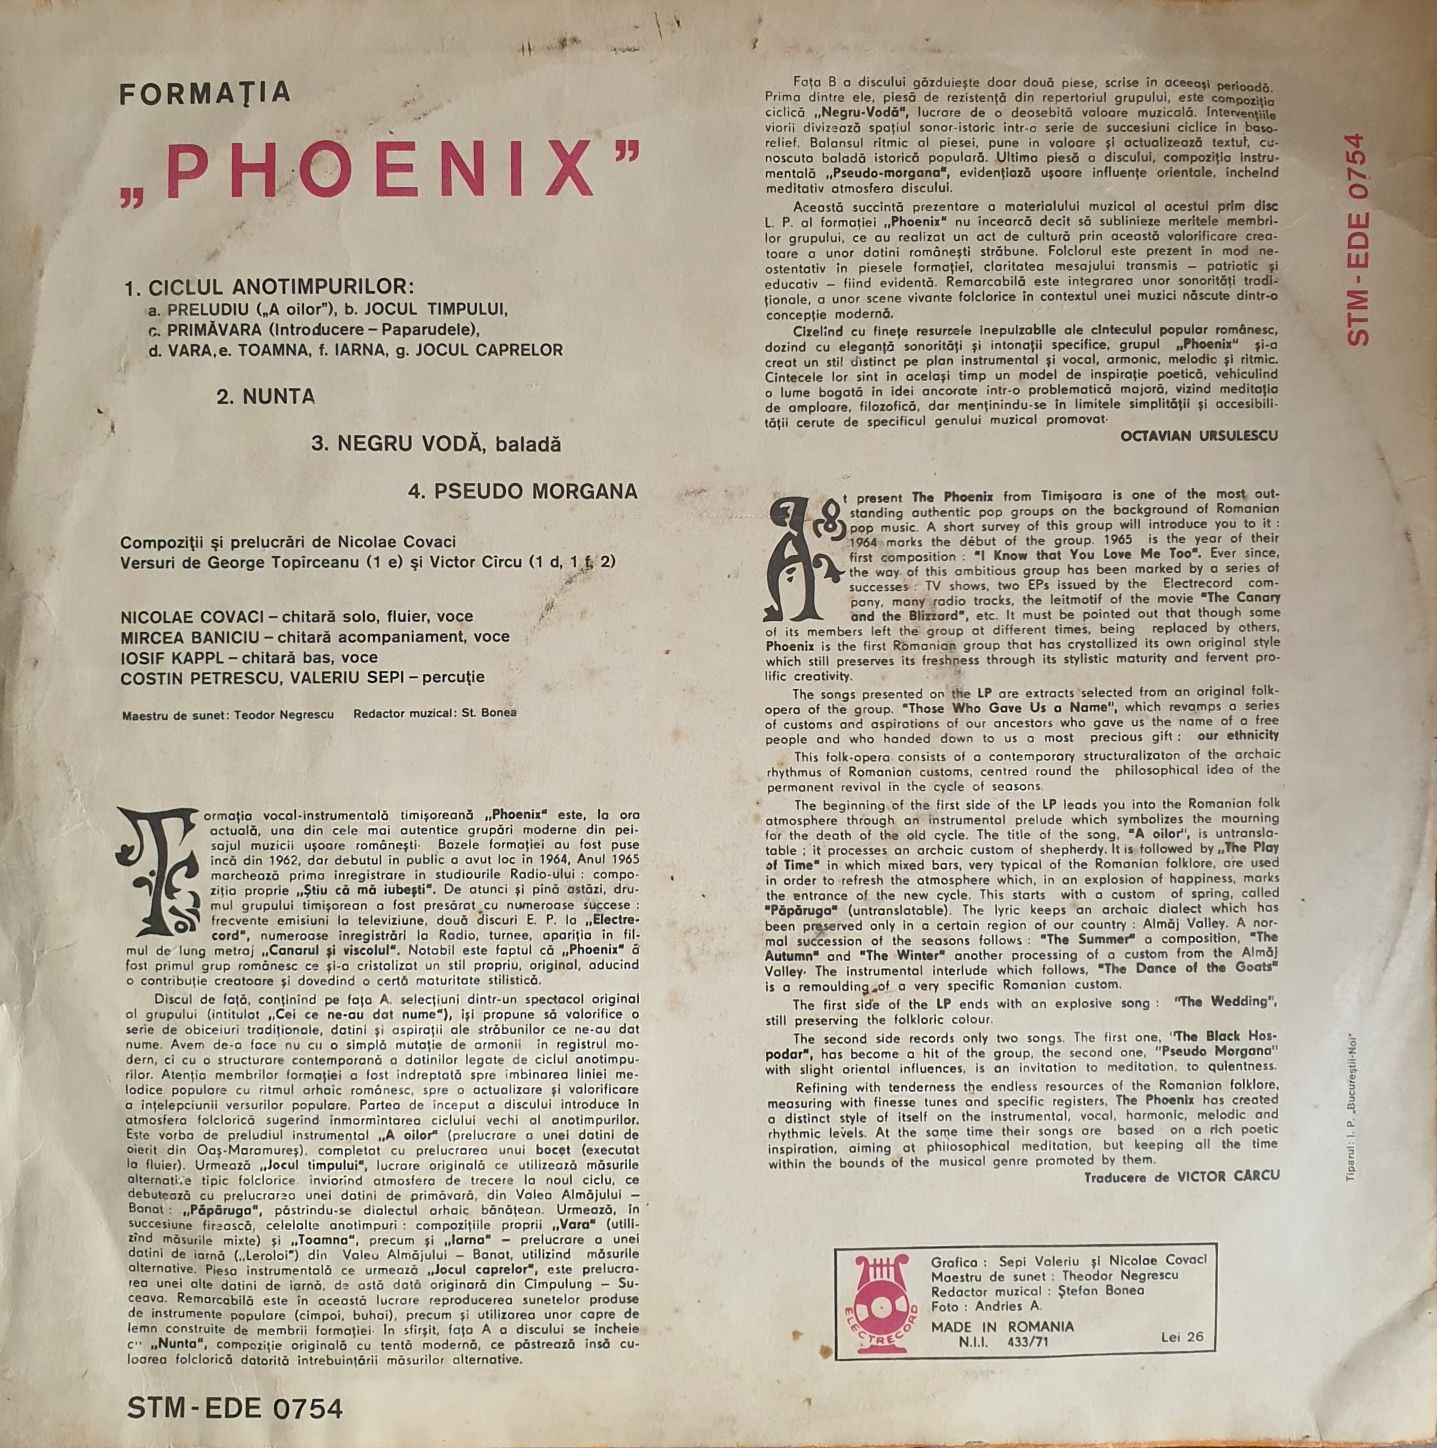 FORMAŢIA
„PHOENIX”
1. CICLUL ANOTIMPURILOR:
a. PRELUDIU („A oilor”), b. JOCUL TIMPULUI,
c. PRIMĂVARA (Introducere – Paparudele),
d. VARA, e. TOAMNA, f. IARNA, g. JOCUL CAPRELOR
2. NUNTA
3. NEGRU VODĂ, baladă
4. PSEUDO MORGANA
Compoziţii şi prelucrări de Nicolae Covaci
Versuri de George Topîrceanu (1 e) şi Victor Cîrcu (1 d, 1 f, 2)
NICOLAE COVACI – chitară solo, fluier, voce
MIRCEA BANICIU – chitară acompaniament, voce
IOSIF KAPPL – chitară bas, voce
COSTIN PETRESCU, VALERIU SEPI – percuţie
Maestru de sunet: Teodor Negrescu Redactor muzical: St. Bonea
Formaţia vocal-instrumentală timişoreană „Phoenix” este, la ora
actuală, una din cele mai autentice grupări moderne din pei-
sajul muzicii uşoare româneşti. Bazele formaţiei au fost puse
încă din 1962, dar debutul in public a avut loc în 1964, Anul 1965
marchează prima inregistrare in studiourile Radio-ului : compo-
ziţia proprie „Ştiu că mă iubeşti”. De atunci şi pină astăzi, dru-
mul grupului timişorean a fost presărat cu numeroase succese :
frecvente emisiuni la televiziune, două discuri E. P. la „Electre-
cord”, numeroase înregistrări la Radio, turnee, apariţia în fil-
mul de lung metraj „Canarul şi viscolul”. Notabil este faptul că „Phoenix” ă
fost primul grup românesc ce şi-a cristalizat un stil propriu, original, aducind
o contribuţie creatoare şi dovedind o certă maturitate stilistică.
Discul de faţă, conţinînd pe faţa A. selecţiuni dintr-un spectacol original
al grupului (intitulat „Cei ce ne-au dat nume”), îşi propune să valorifice o
serie de obiceiuri tradiţionale, datini şi aspiraţii ale străbunilor ce ne-au dat
nume. Avem de-a face nu cu o simplă mutaţie de armonii în registrul mo-
dern, ci cu o structurare contemporană a datinilor legate de ciclul anotimpu-
rilor. Atenţia membrilor formaţiei a fost indreptată spre imbinarea liniei me-
lodice populare cu ritmul arhaic românesc, spre o actualizare şi valorificare
a inţelepciunii versurilor populare. Partea de inceput a discului introduce în
atmosfera folclorică sugerind inmormîntarea ciclului vechi al anotimpurilor.
Este vorba de preludiul instrumental „A oilor” (prelucrare a unei datini de
oierit din Oaş-Maramureş), completat cu prelucrarea unui bocet (executat
la fluier). Urmează „Jocul timpului”, lucrare originală ce utilizează măsurile
alternative tipic folclorice inviorind atmosfera de trecere la noul ciclu, ce
debutează cu prelucrarea unei datini de primăvară, din Valea Almăjului –
Banat : „Păpăruga”, păstrindu-se dialectul arhaic bănăţean. Urmează, în
succesiune firească, celelalte anotimpuri : compoziţiile proprii „Vara” (utili-
zînd măsurile mixte) şi „Toamna”, precum şi „Iarna” – prelucrare a unei
datini de iarnă („Leroloi”) din Valeu Almăjului – Banat, utilizind măsurile
alternative. Piesa instrumentală ce urmează „Jocul caprelor”, este prelucra-
rea unei alte datini de iarnă, de astă dată originară din Cimpulung – Su-
ceava. Remarcabilă este in această lucrare reproducerea sunetelor produse
de instrumente populare (cimpoi, buhai), precum şi utilizarea unor capre de
lemn construite de membrii formaţiei. In sfîrşit, faţa A a discului se incheie
c" „Nunta”, compoziţie originală cu tentă modernă, ce păstrează însă cu-
loarea folclorică datorită intrebuinţării măsurilor alternative.
STM-EDE 0754
Faţa B a discului găzduieşte doar două piese, scrise in aceeaşi perioadă.
Prima dintre ele, piesă de rezistenţă din repertoriul grupului, este compoziţia
ciclică „Negru-Vodă”, lucrare de o deosebită valoare muzicală. Intervenţiile
viorii divizează spaţiul sonor-istoric intr-o serie de succesiuni ciclice în baso-
relief. Balansul ritmic al piesei, pune in valoare şi actualizează textul, cu-
noscuta baladă istorică populară. Ultima piesă a discului, compoziţia instru-
mentală „Pseudo-morgana”, evidenţiază uşoare influenţe orientale, încheind
meditativ atmosfera discului.
Această succintă prezentare a materialului muzical al acestui prim disc
L. P. al formaţiei „Phoenix” nu încearcă decit să sublinieze meritele membri-
lor grupului, ce au realizat un act de cultură prin această valorificare crea-
toare a unor datini româneşti străbune. Folclorul este prezent in mod ne-
ostentativ in piesele formaţiei, claritatea mesajului transmis – patriotic şi
educativ – fiind evidentă. Remarcabilă este integrarea unor sonorităţi tradi-
ţionale, a unor scene vivante folclorice in contextul unei muzici născute dintr-o
concepţie modernă.
Cizelind cu fineţe resursele inepuizabile ale cintecului popular românesc,
dozind cu eleganţă sonorităţi şi intonaţii specifice, grupul „Phoenix” şi-a
creat un stil distinct pe plan instrumental şi vocal, armonic, melodic şi ritmic.
Cintecele lor sint in acelaşi timp un model de inspiraţie poetică, vehiculînd
o lume bogată in idei ancorate intr-o problematică majoră, vizind meditaţia
de amploare, filozofică, dar menţinindu-se în limitele simplităţii şi accesibili-
tăţii cerute de specificul genului muzical promovat.
OCTAVIAN URSULESCU
At present The Phoenix from Timişoara is one of the most out-
standing authentic pop groups on the background of Romanian
pop music. A short survey of this group will introduce you to it :
1964 marks the début of the group. 1965 is the year of their
first composition : "I Know that You Love Me Too". Ever since,
the way of this ambitious group has been marked by a series of
successes : TV shows, two EPs issued by the Electrecord com-
pany, many radio tracks, the leitmotif of the movie "The Canary
and the Blizzard", etc. It must be pointed out that though some
of its members left the group at different times, being replaced by others,
Phoenix is the first Romanian group that has crystallized its own original style
which still preserves its freshness through its stylistic maturity and fervent pro-
lific creativity.
The songs presented on the LP are extracts selected from an original folk-
opera of the group. "Those Who Gave Us a Name", which revamps a series
of customs and aspirations of our ancestors who gave us the name of a free
people and who handed down to us a most precious gift : our ethnicity
This folk-opera consists of a contemporary structuralizaton of the archaic
rhythmus of Romanian customs, centred round the philosophical idea of the
permanent revival in the cycle of seasons.
The beginning of the first side of the LP leads you into the Romanian folk
atmosphere through an instrumental prelude which symbolizes the mourning
for the death of the old cycle. The title of the song, "A oilor", is untransla-
table ; it processes an archaic custom of shepherdy. It is followed by „The Play
of Time" in which mixed bars, very typical of the Romanian folklore, are used
in order to refresh the atmosphere which, in an explosion of happiness, marks
the entrance of the new cycle. This starts with a custom of spring, called
"Păpăruga" (untranslatable). The lyric keeps an archaic dialect which has
been preserved only in a certain region of our country : Almăj Valley. A nor-
mal succession of the seasons follows : "The Summer" a composition, "The
Autumn" and "The Winter" another processing of a custom from the Almăj
Valley. The instrumental interlude which follows, "The Dance of the Goats"
is a remoulding of a very specific Romanian custom.
The first side of the LP ends with an explosive song : "The Wedding",
still preserving the folkloric colour.
The second side records only two songs. The first one, "The Black Hos-
podar", has become a hit of the group, the second one, "Pseudo Morgana"
with slight oriental influences, is an invitation to meditation, to qulentness.
Refining with tenderness the endless resources of the Romanian folklore,
measuring with finesse tunes and specific registers, The Phoenix has created
a distinct style of itself on the instrumental, vocal, harmonic, melodic and
rhythmic levels. At the same time their songs are based on a rich poetic
inspiration, aiming at philosophical meditation, but keeping all the time
within the bounds of the musical genre promoted by them.
Traducere de VICTOR CÂRCU
ELECTRECORD
Grafica : Sepi Valeriu şi Nicolae Covaci
Maestru de sunet : Theodor Negrescu
Redactor muzical : Ştefan Bonea
Foto : Andries A.
MADE IN ROMANIA
N.I.I. 433/71
Lei 26
STM-EDE 0754
Tiparul: I. P. „Bucureştii-Noi”